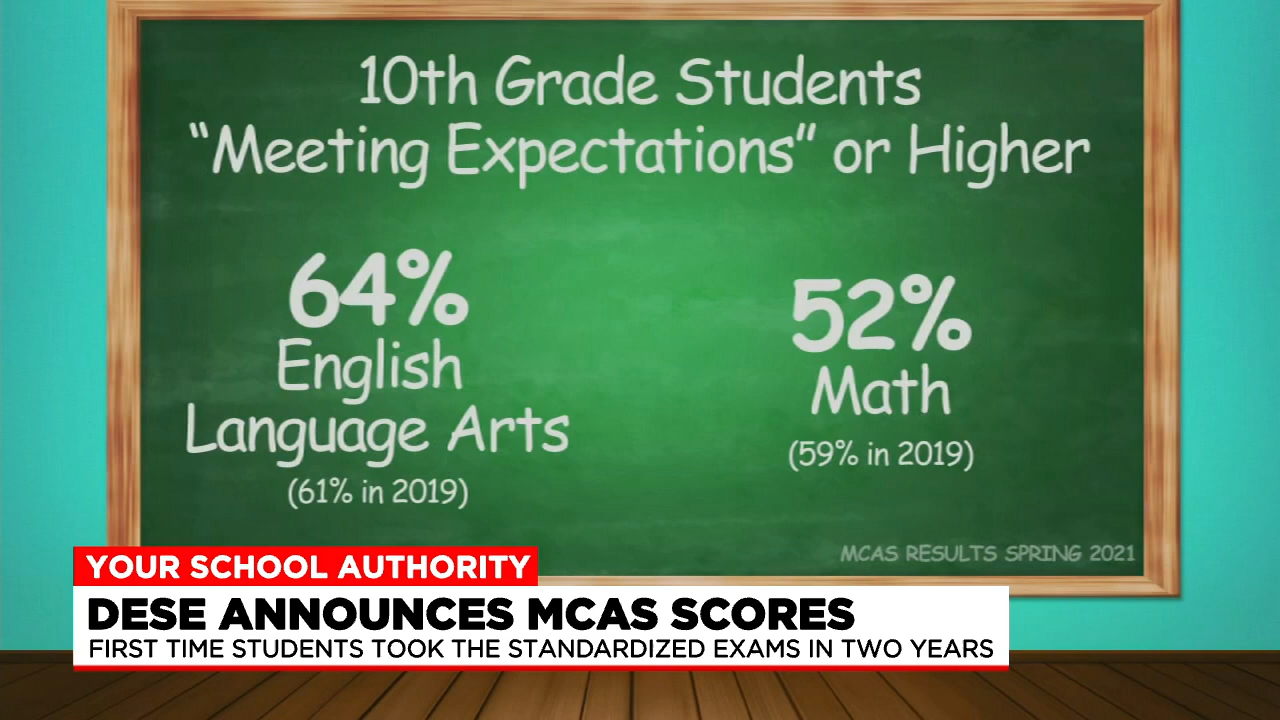 10th Grade Students
“Meeting Expectations” or Higher
64%
English
Language Arts
(61% in 2019)
52%
Math
(59% in 2019)
MCAS RESULTS SPRING 2021
YOUR SCHOOL AUTHORITY
DESE ANNOUNCES MCAS SCORES
FIRST TIME STUDENTS TOOK THE STANDARDIZED EXAMS IN TWO YEARS